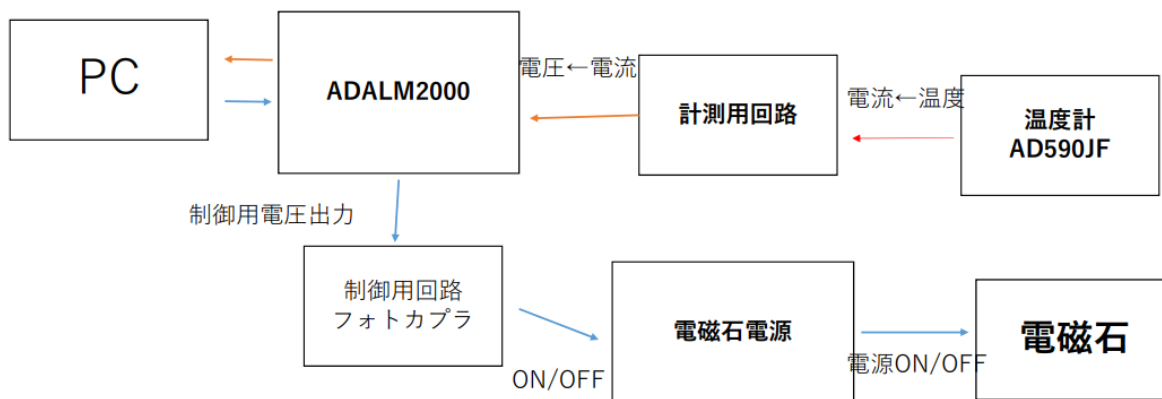 PC
ADALM2000
電圧←電流
計測用回路
電流←温度
温度計
AD590JF
制御用電圧出力
制御用回路
フォトカプラ
ON/OFF
電磁石電源
電源ON/OFF
電磁石